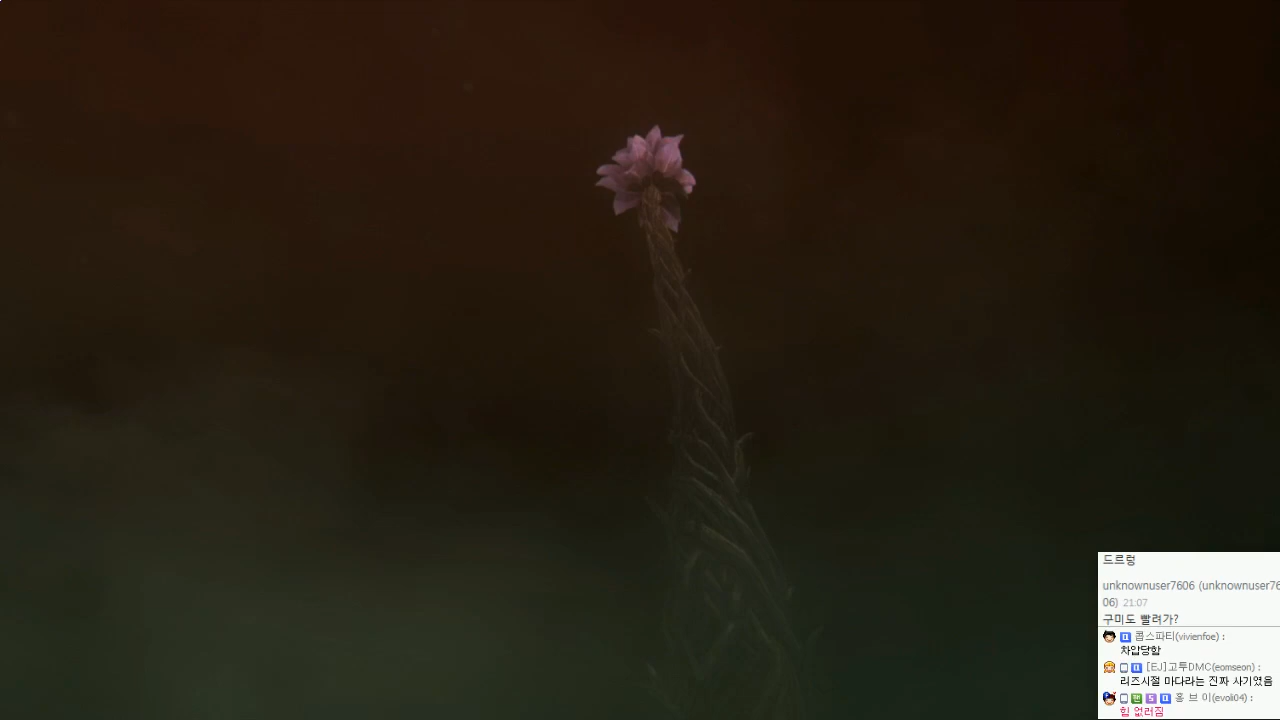 드르렁
unknownuser7606 (unknownuser76
06) 21:07
구미도 빨려가?
콥스파티(vivienfoe) :
차압당함
[EJ]고투DMC(eomseon) :
리즈시절 마다라는 진짜 사기였음
홍 브 이(evoli04) :
힘 없러짐